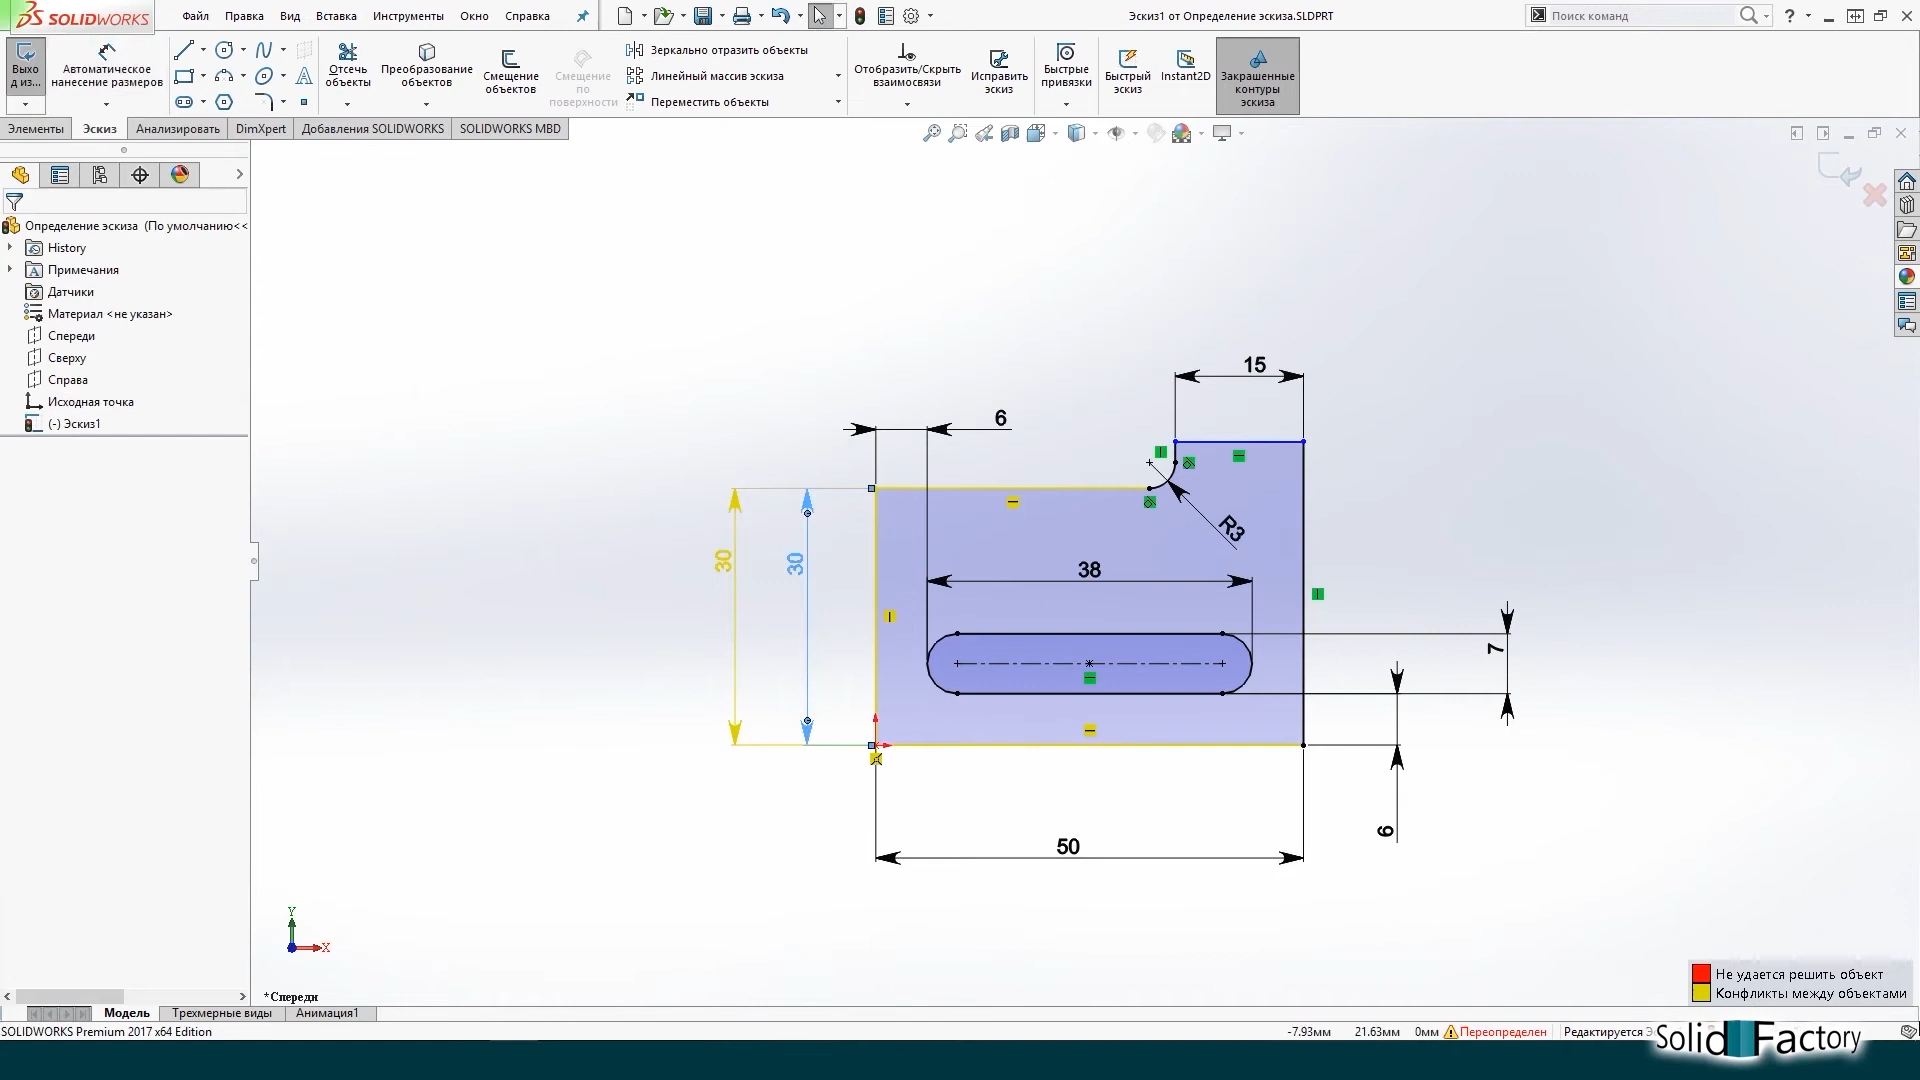 SOLIDWORKS
Файл
Правка
Вид
Вставка
Инструменты
Окно
Справка
Эскиз1 от Определение эскиза.SLDPRT
Поиск команд
?
Выхо
д из...
Автоматическое
нанесение размеров
Отсечь
объекты
Преобразование
объектов
Смещение
объектов
Смещение
по
поверхности
Зеркально отразить объекты
Линейный массив эскиза
Переместить объекты
Отобразить/Скрыть
взаимосвязи
Исправить
эскиз
Быстрые
привязки
Быстрый
эскиз
Instant2D
Закрашенные
контуры
эскиза
Элементы
Эскиз
Анализировать
DimXpert
Добавления SOLIDWORKS
SOLIDWORKS MBD
Определение эскиза (По умолчанию<<
History
Примечания
Датчики
Материал <не указан>
Спереди
Сверху
Справа
Исходная точка
(-) Эскиз1
15
6
R3
30
30
38
7
6
50
Y
X
*Спереди
Не удается решить объект
Конфликты между объектами
Модель
Трехмерные виды
Анимация1
SOLIDWORKS Premium 2017 x64 Edition
-7.93мм
21.63мм
0мм
Переопределен
Редактируется Э
Solid Factory